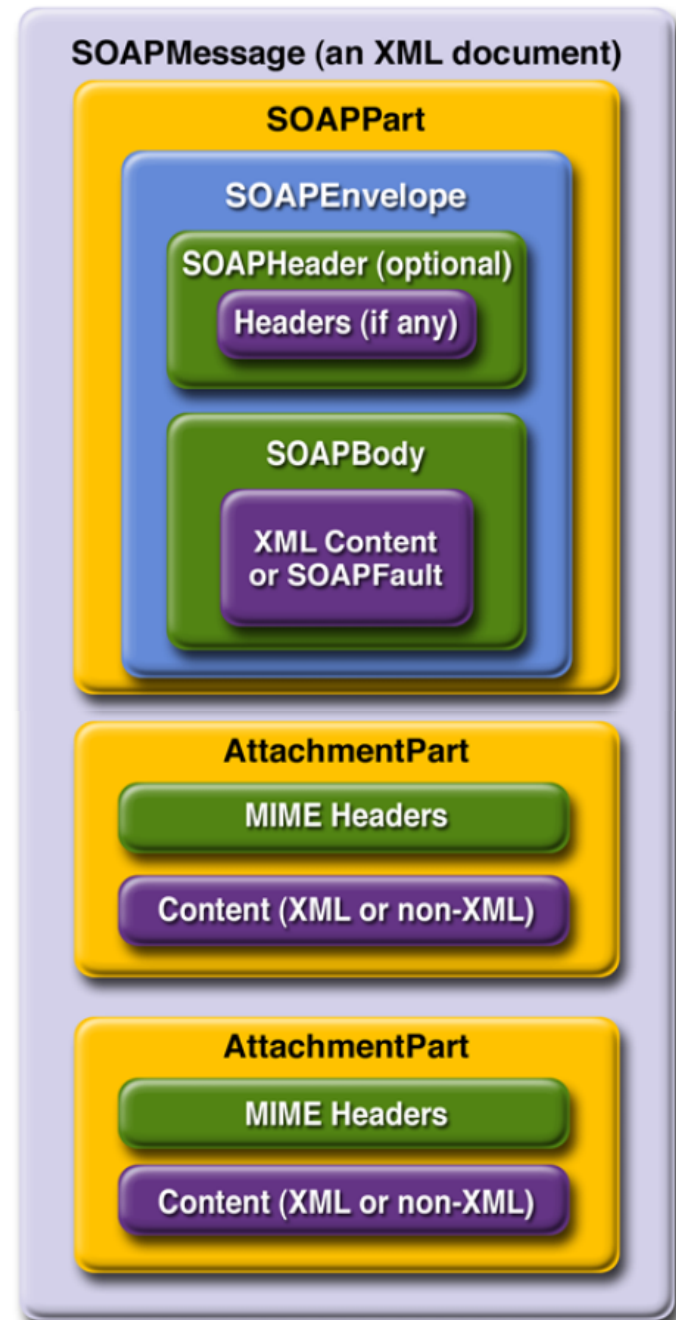 SOAPMessage (an XML document)
SOAPPart
SOAPEnvelope
SOAPHeader (optional)
Headers (if any)
SOAPBody
XML Content
or SOAPFault
AttachmentPart
MIME Headers
Content (XML or non-XML)
AttachmentPart
MIME Headers
Content (XML or non-XML)